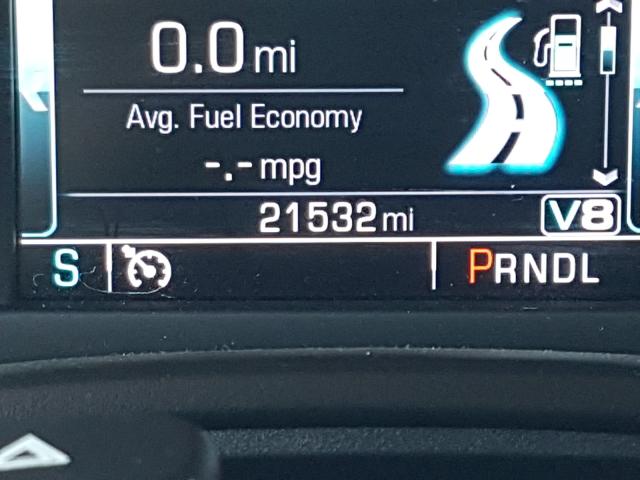 0.0 mi
Avg. Fuel Economy
-.- mpg
21532 mi V8
S PRNDL